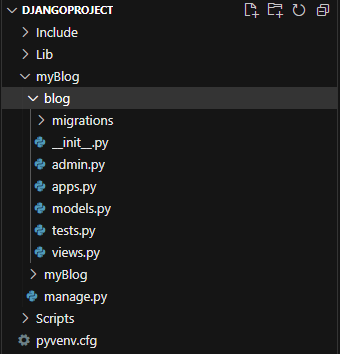 DJANGOPROJECT
Include
Lib
myBlog
blog
migrations
__init__.py
admin.py
apps.py
models.py
tests.py
views.py
myBlog
manage.py
Scripts
pyvenv.cfg